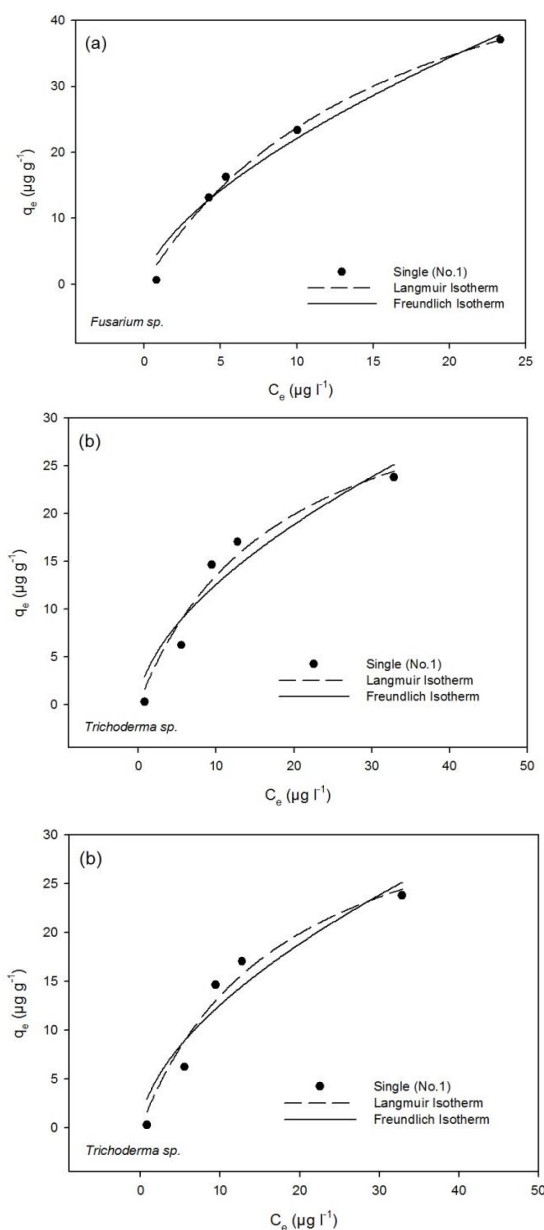 (a)
40
30
20
10
0
-10
qe (µg g-1)
Single (No.1)
Langmuir Isotherm
Freundlich Isotherm
Fusarium sp.
0 5 10 15 20 25
Ce (µg l-1)
(b)
30
25
20
15
10
5
0
qe (µg g-1)
Single (No.1)
Langmuir Isotherm
Freundlich Isotherm
Trichoderma sp.
0 10 20 30 40 50
Ce (µg l-1)
(b)
30
25
20
15
10
5
0
qe (µg g-1)
Single (No.1)
Langmuir Isotherm
Freundlich Isotherm
Trichoderma sp.
0 10 20 30 40 50
Ce (µg l-1)